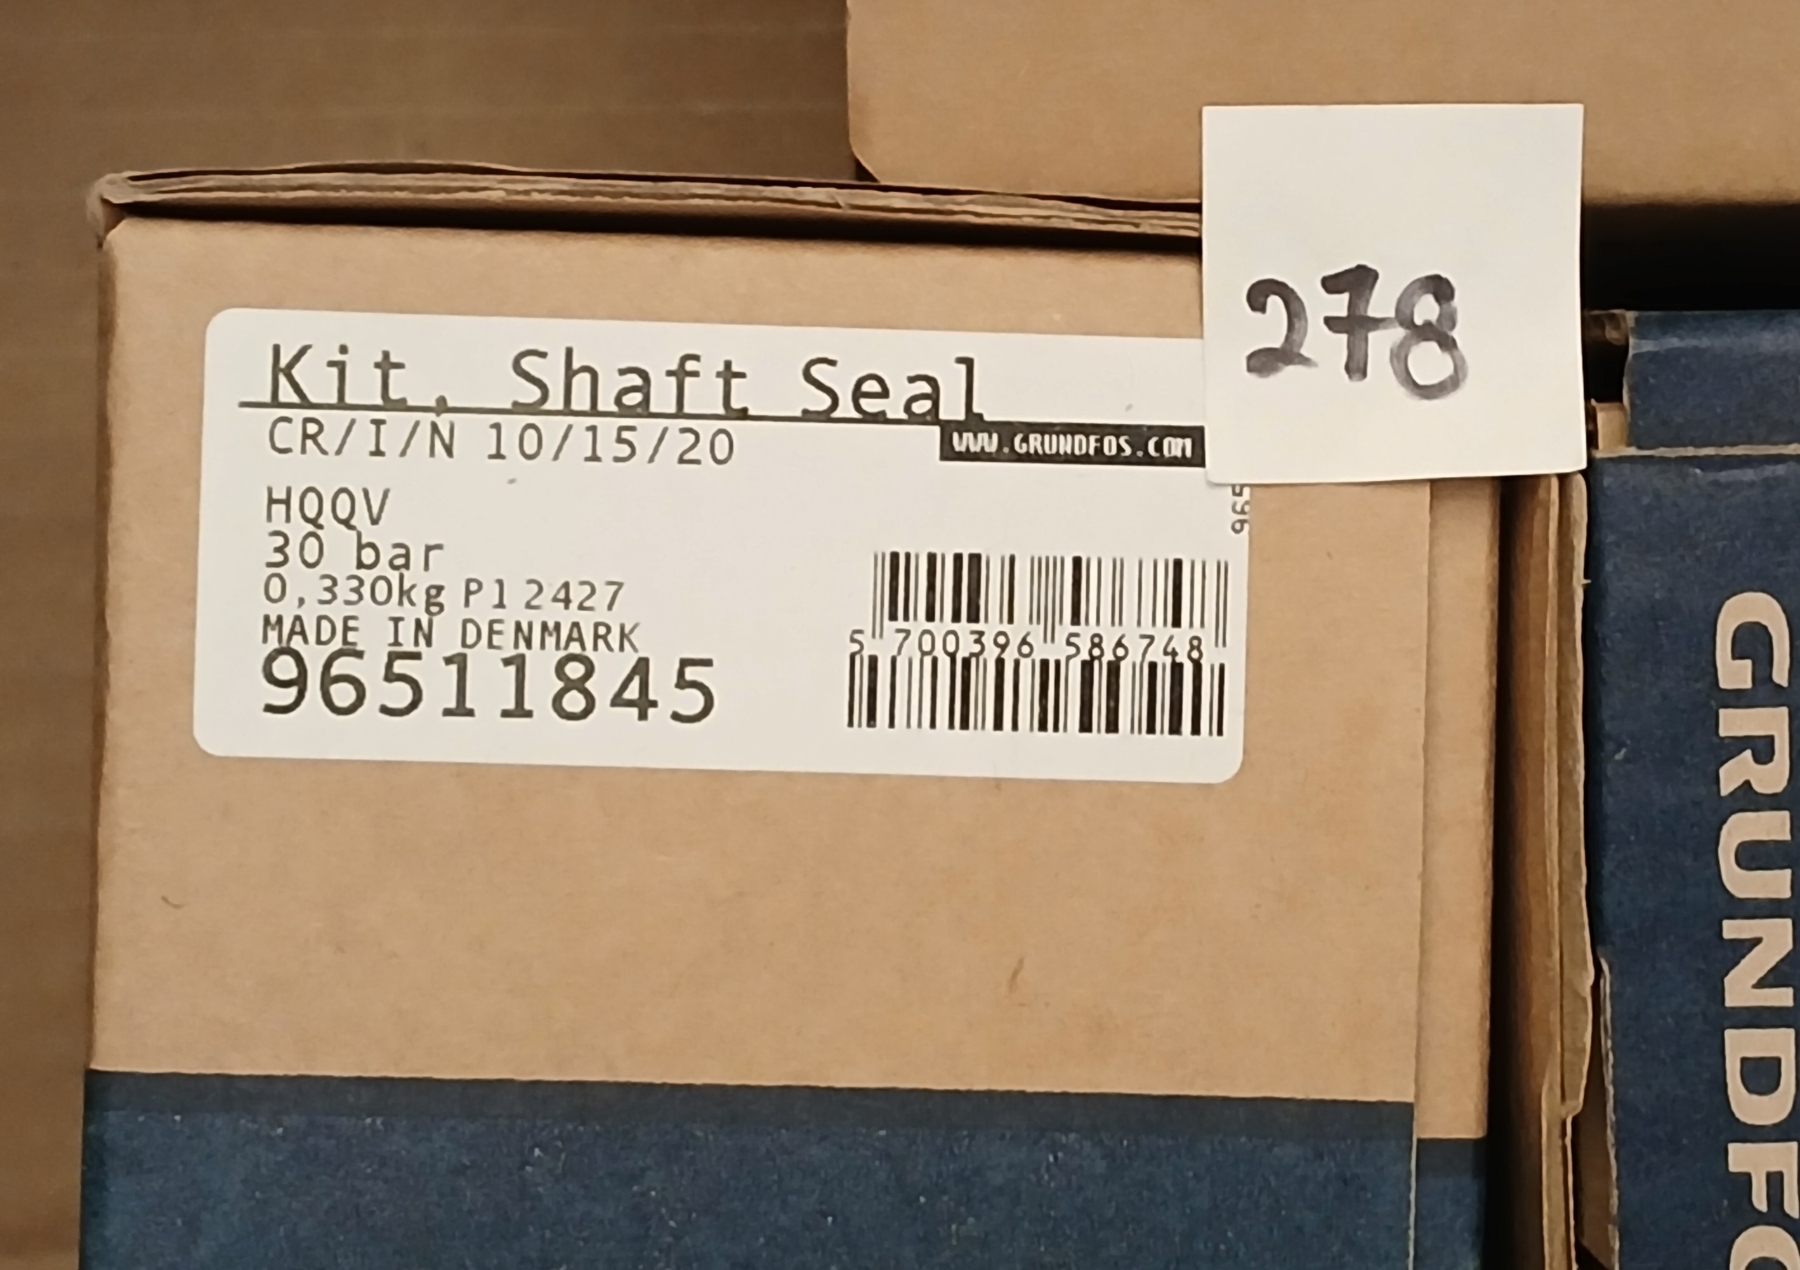 278
Kit, Shaft Seal
CR/I/N 10/15/20
WWW.GRUNDFOS.COM
HQQV
30 bar
0,330kg P1 2427
MADE IN DENMARK
96511845
965
5 700396 586748
GRUNDFO